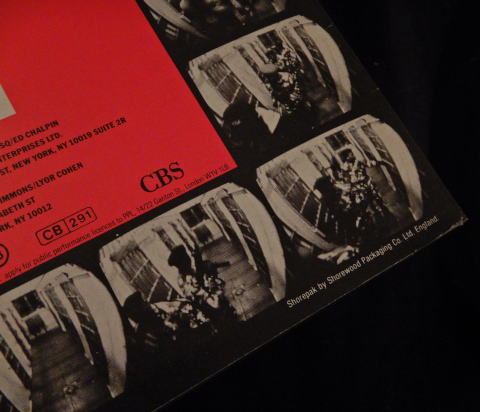 SQ/ED CHALPIN
TERPRISES LTD.
ST, NEW YORK, NY 10019 SUITE 2R
IMMONS/LYOR COHEN
ABETH ST
RK, NY 10012
CBS
CB 291
apply for public performance licences to PPL, 14/22 Ganton St., London W1V 1LB
Shorepak by Shorewood Packaging Co. Ltd. England.